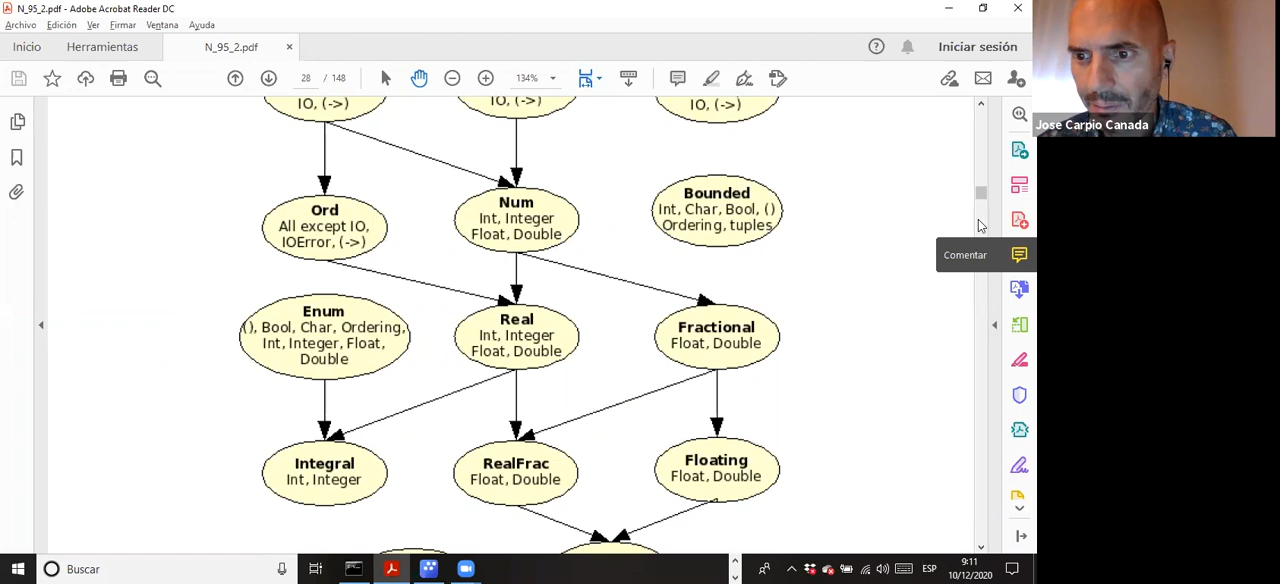 N_95_2.pdf - Adobe Acrobat Reader DC
Archivo Edición Ver Firmar Ventana Ayuda
Inicio Herramientas N_95_2.pdf × Iniciar sesión
28 / 148 134%
IO, (->) IO, (->) IO, (->)
Ord
All except IO,
IOError, (->)
Num
Int, Integer
Float, Double
Bounded
Int, Char, Bool, ()
Ordering, tuples
Comentar
Enum
(), Bool, Char, Ordering,
Int, Integer, Float,
Double
Real
Int, Integer
Float, Double
Fractional
Float, Double
Integral
Int, Integer
RealFrac
Float, Double
Floating
Float, Double
Jose Carpio Canada
Buscar
ESP
9:11
10/12/2020